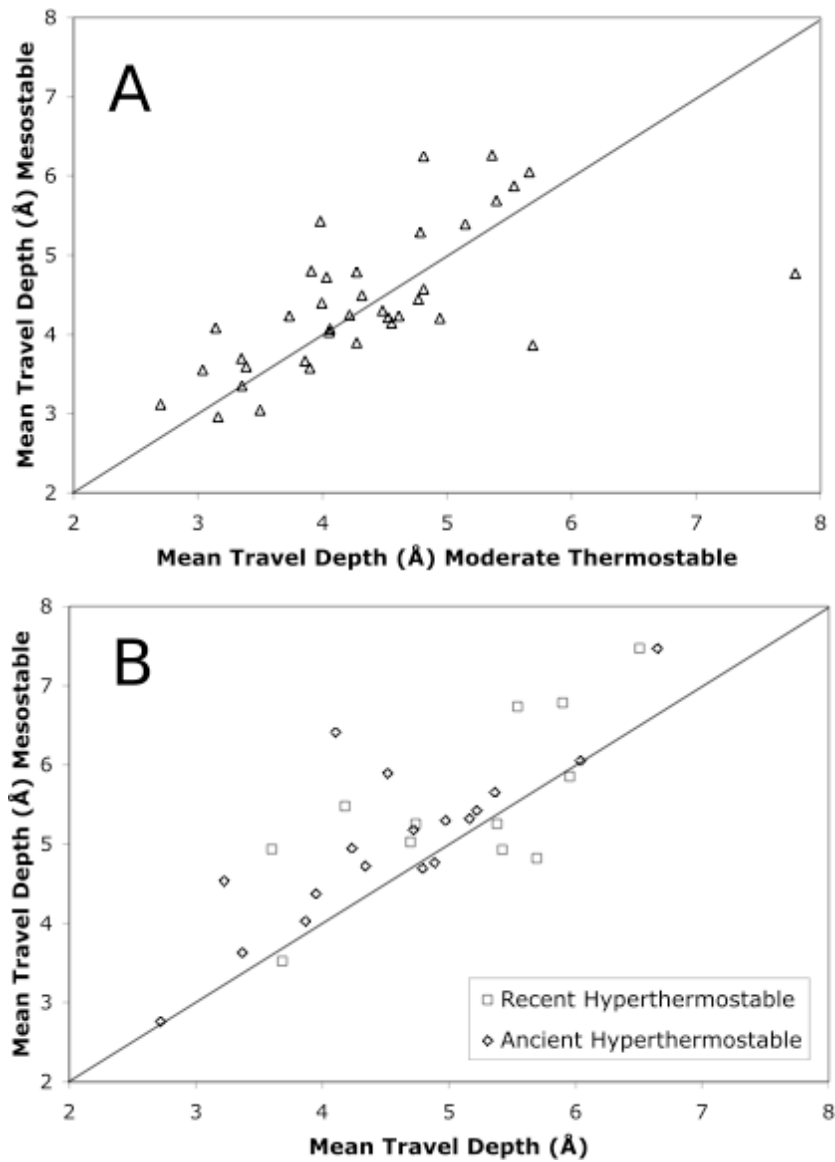 8
7
6
5
4
3
2
A
Mean Travel Depth (Å) Mesostable
2 3 4 5 6 7 8
Mean Travel Depth (Å) Moderate Thermostable
8
7
6
5
4
3
2
B
Mean Travel Depth (Å) Mesostable
Recent Hyperthermostable
Ancient Hyperthermostable
2 3 4 5 6 7 8
Mean Travel Depth (Å)